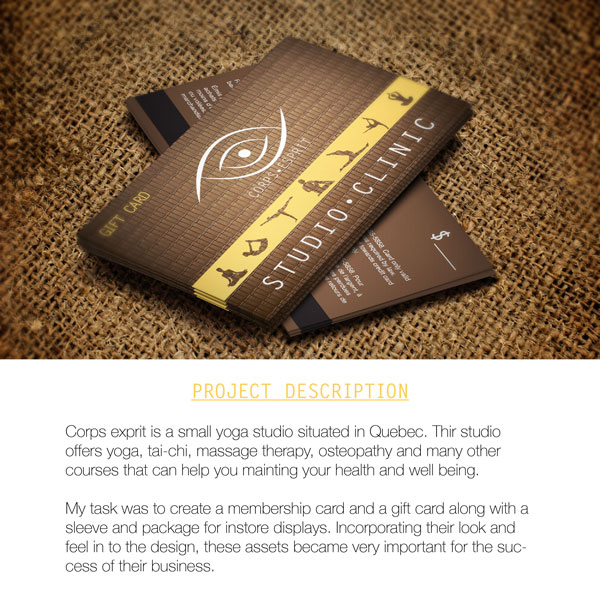 GIFT CARD
CORPS•ESPRIT
STUDIO•CLINIC
$
PROJECT DESCRIPTION
Corps exprit is a small yoga studio situated in Quebec. Thir studio
offers yoga, tai-chi, massage therapy, osteopathy and many other
courses that can help you mainting your health and well being.
My task was to create a membership card and a gift card along with a
sleeve and package for instore displays. Incorporating their look and
feel in to the design, these assets became very important for the suc-
cess of their business.